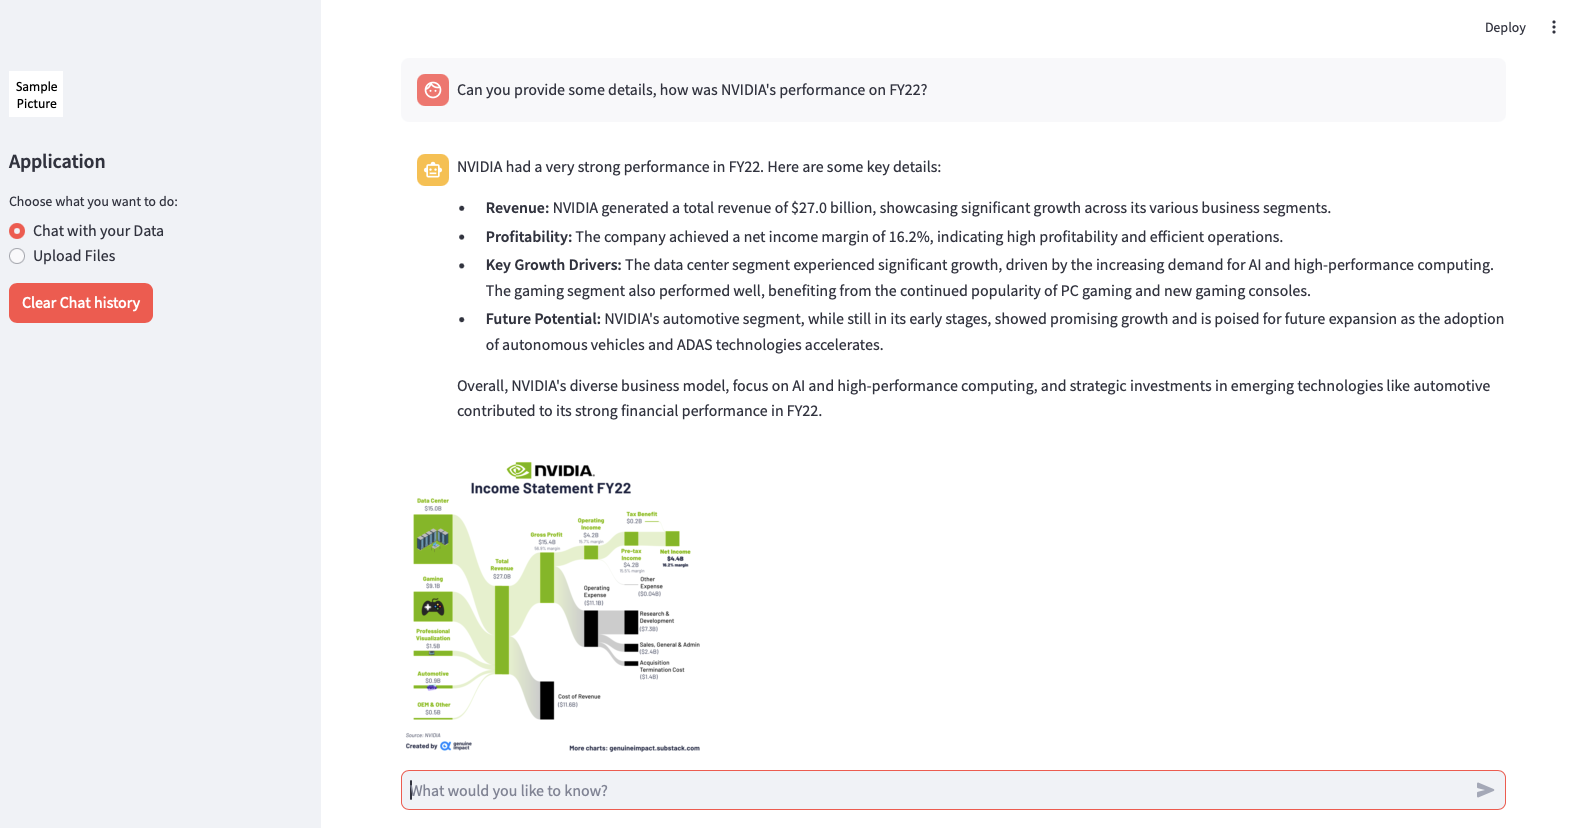 Deploy
Sample
Picture
Application
Choose what you want to do:
Chat with your Data
Upload Files
Clear Chat history
Can you provide some details, how was NVIDIA's performance on FY22?
NVIDIA had a very strong performance in FY22. Here are some key details:
• Revenue: NVIDIA generated a total revenue of $27.0 billion, showcasing significant growth across its various business segments.
• Profitability: The company achieved a net income margin of 16.2%, indicating high profitability and efficient operations.
• Key Growth Drivers: The data center segment experienced significant growth, driven by the increasing demand for AI and high-performance computing.
The gaming segment also performed well, benefiting from the continued popularity of PC gaming and new gaming consoles.
• Future Potential: NVIDIA's automotive segment, while still in its early stages, showed promising growth and is poised for future expansion as the adoption
of autonomous vehicles and ADAS technologies accelerates.
Overall, NVIDIA's diverse business model, focus on AI and high-performance computing, and strategic investments in emerging technologies like automotive
contributed to its strong financial performance in FY22.
NVIDIA.
Income Statement FY22
Data Center
$15.0B
Gaming
$9.1B
Professional
Visualization
$1.5B
Automotive
$0.9B
OEM & Other
$0.5B
Total
Revenue
$27.0B
Gross Profit
$15.4B
margin
Operating
Income
$4.2B
15.7% margin
Tax Benefit
$0.2B
Pre-tax
Income
$4.2B
margin
Net Income
$4.4B
16.2% margin
Other
Expense
($0.04B)
Operating
Expense
($11.1B)
Research &
Development
($7.3B)
Sales, General & Admin
($2.4B)
Acquisition
Termination Cost
($1.4B)
Cost of Revenue
($11.6B)
Source: NVIDIA
Created by genuine
impact
More charts: genuineimpact.substack.com
What would you like to know?